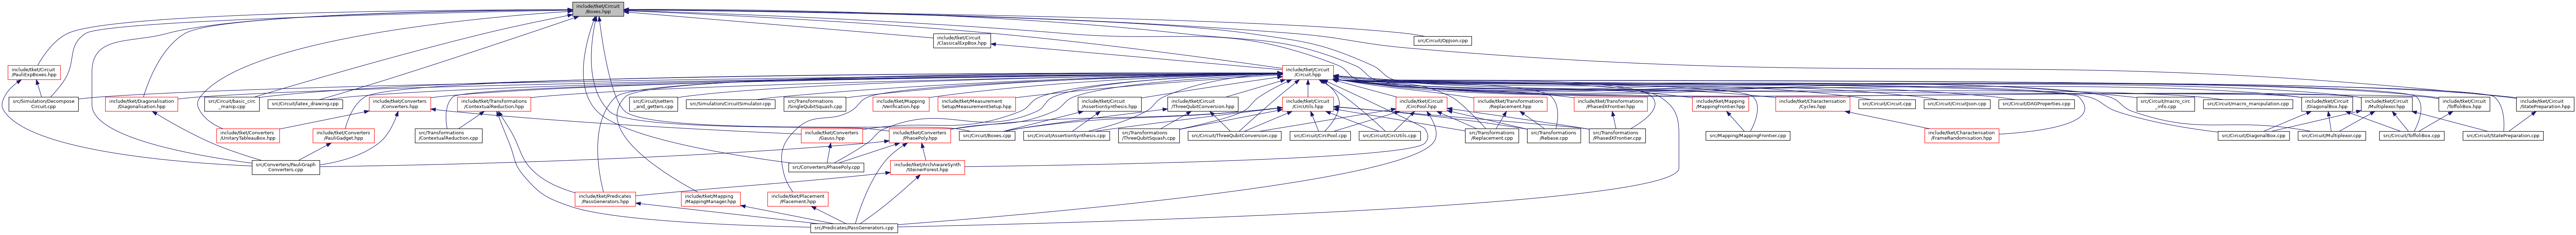 include/tket/Circuit
/Boxes.hpp
include/tket/Circuit
/ClassicalExpBox.hpp
src/Circuit/OpJson.cpp
include/tket/Circuit
/PauliExpBoxes.hpp
include/tket/Circuit
/Circuit.hpp
src/Simulation/Decompose
Circuit.cpp
include/tket/Diagonalisation
/Diagonalisation.hpp
src/Circuit/basic_circ
_manip.cpp
src/Circuit/latex_drawing.cpp
include/tket/Converters
/Converters.hpp
include/tket/Transformations
/ContextualReduction.hpp
src/Circuit/setters
_and_getters.cpp
src/Simulation/CircuitSimulator.cpp
src/Transformations
/SingleQubitSquash.cpp
include/tket/Mapping
/Verification.hpp
include/tket/Measurement
Setup/MeasurementSetup.hpp
include/tket/Circuit
/AssertionSynthesis.hpp
include/tket/Circuit
/ThreeQubitConversion.hpp
include/tket/Circuit
/CircUtils.hpp
include/tket/Circuit
/CircPool.hpp
include/tket/Transformations
/Replacement.hpp
include/tket/Transformations
/PhasedXFrontier.hpp
include/tket/Mapping
/MappingFrontier.hpp
include/tket/Characterisation
/Cycles.hpp
src/Circuit/Circuit.cpp
src/Circuit/CircuitJson.cpp
src/Circuit/DAGProperties.cpp
src/Circuit/macro_circ
_info.cpp
src/Circuit/macro_manipulation.cpp
include/tket/Circuit
/DiagonalBox.hpp
include/tket/Circuit
/Multiplexor.hpp
include/tket/Circuit
/ToffoliBox.hpp
include/tket/Circuit
/StatePreparation.hpp
include/tket/Converters
/UnitaryTableauBox.hpp
include/tket/Converters
/PauliGadget.hpp
src/Transformations
/ContextualReduction.cpp
include/tket/Converters
/Gauss.hpp
include/tket/Converters
/PhasePoly.hpp
src/Circuit/Boxes.cpp
src/Circuit/AssertionSynthesis.cpp
src/Transformations
/ThreeQubitSquash.cpp
src/Circuit/ThreeQubitConversion.cpp
src/Circuit/CircPool.cpp
src/Circuit/CircUtils.cpp
src/Transformations
/Replacement.cpp
src/Transformations
/Rebase.cpp
src/Transformations
/PhasedXFrontier.cpp
src/Mapping/MappingFrontier.cpp
include/tket/Characterisation
/FrameRandomisation.hpp
src/Circuit/DiagonalBox.cpp
src/Circuit/Multiplexor.cpp
src/Circuit/ToffoliBox.cpp
src/Circuit/StatePreparation.cpp
src/Converters/PauliGraph
Converters.cpp
src/Converters/PhasePoly.cpp
include/tket/ArchAwareSynth
/SteinerForest.hpp
include/tket/Predicates
/PassGenerators.hpp
include/tket/Mapping
/MappingManager.hpp
include/tket/Placement
/Placement.hpp
src/Predicates/PassGenerators.cpp